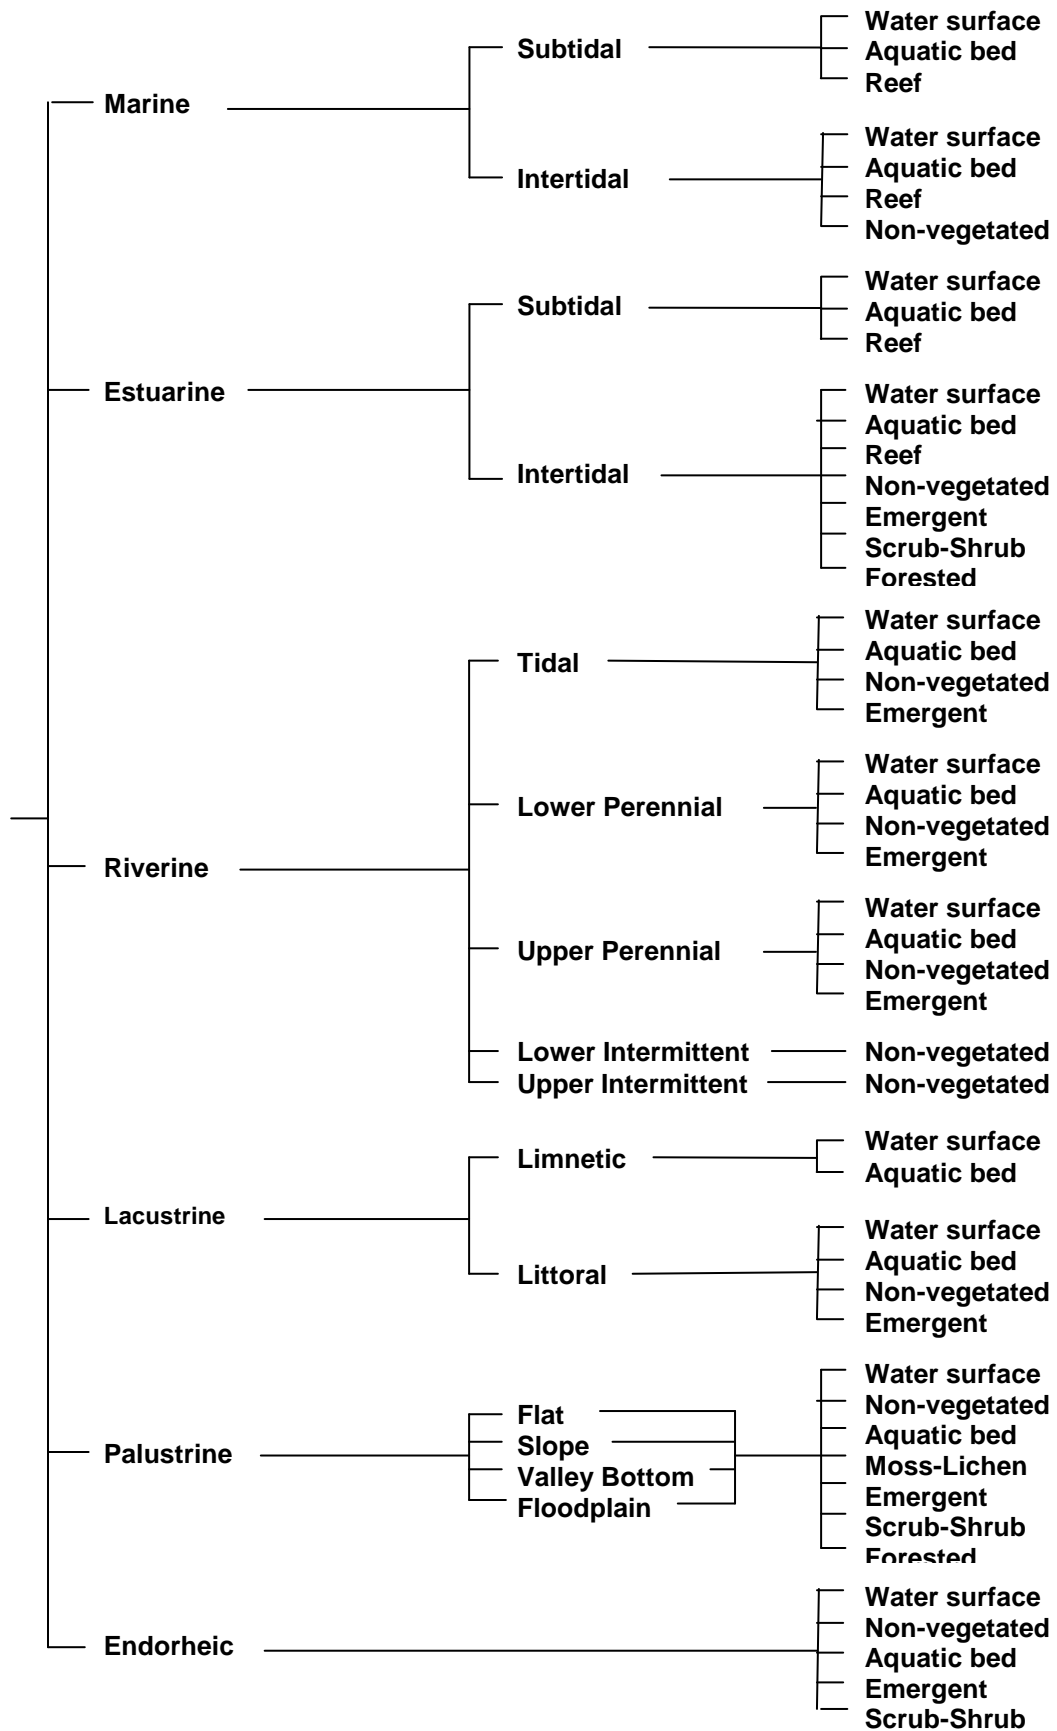 Marine
Subtidal
Water surface
Aquatic bed
Reef
Intertidal
Water surface
Aquatic bed
Reef
Non-vegetated
Estuarine
Subtidal
Water surface
Aquatic bed
Reef
Intertidal
Water surface
Aquatic bed
Reef
Non-vegetated
Emergent
Scrub-Shrub
Forested
Riverine
Tidal
Water surface
Aquatic bed
Non-vegetated
Emergent
Lower Perennial
Water surface
Aquatic bed
Non-vegetated
Emergent
Upper Perennial
Water surface
Aquatic bed
Non-vegetated
Emergent
Lower Intermittent
Non-vegetated
Upper Intermittent
Non-vegetated
Lacustrine
Limnetic
Water surface
Aquatic bed
Littoral
Water surface
Aquatic bed
Non-vegetated
Emergent
Palustrine
Flat
Slope
Valley Bottom
Floodplain
Water surface
Non-vegetated
Aquatic bed
Moss-Lichen
Emergent
Scrub-Shrub
Forested
Endorheic
Water surface
Non-vegetated
Aquatic bed
Emergent
Scrub-Shrub